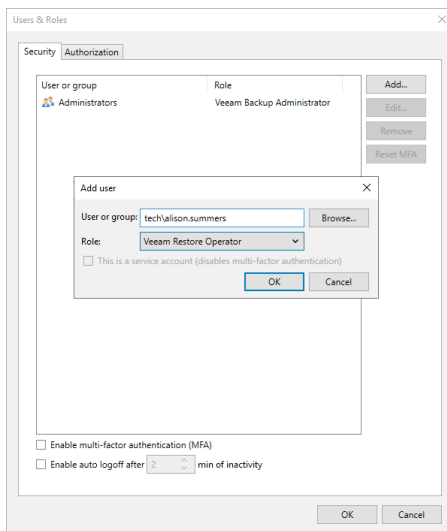 Users & Roles
Security Authorization
User or group Role
Administrators Veeam Backup Administrator
Add...
Edit...
Remove
Reset MFA
Add user
User or group: tech\alison.summers Browse...
Role: Veeam Restore Operator
This is a service account (disables multi-factor authentication)
OK Cancel
Enable multi-factor authentication (MFA)
Enable auto logoff after 2 min of inactivity
OK Cancel